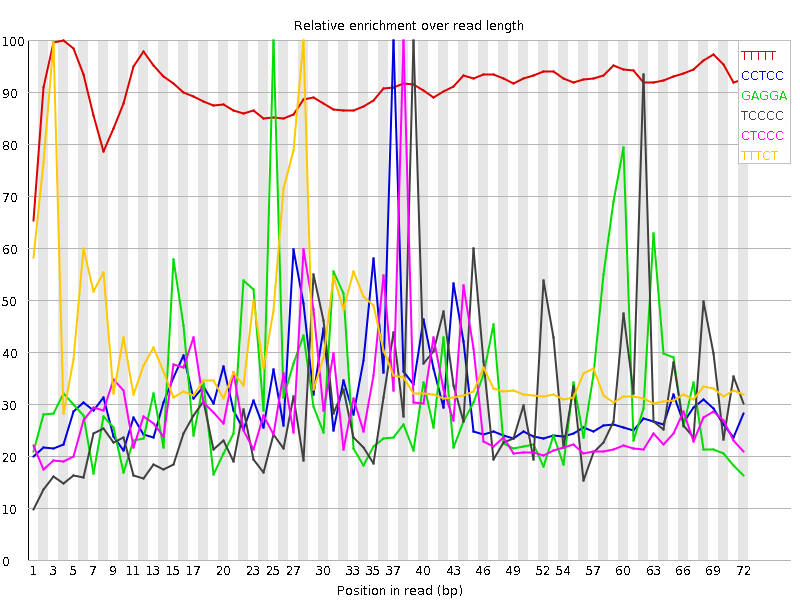 Relative enrichment over read length
100
90
80
70
60
50
40
30
20
10
0
TTTTT
CCTCC
GAGGA
TCCCC
CTCCC
TTTCT
1 3 5 7 9 11 13 15 17 20 23 25 27 30 33 35 37 40 43 46 49 52 54 57 60 63 66 69 72
Position in read (bp)